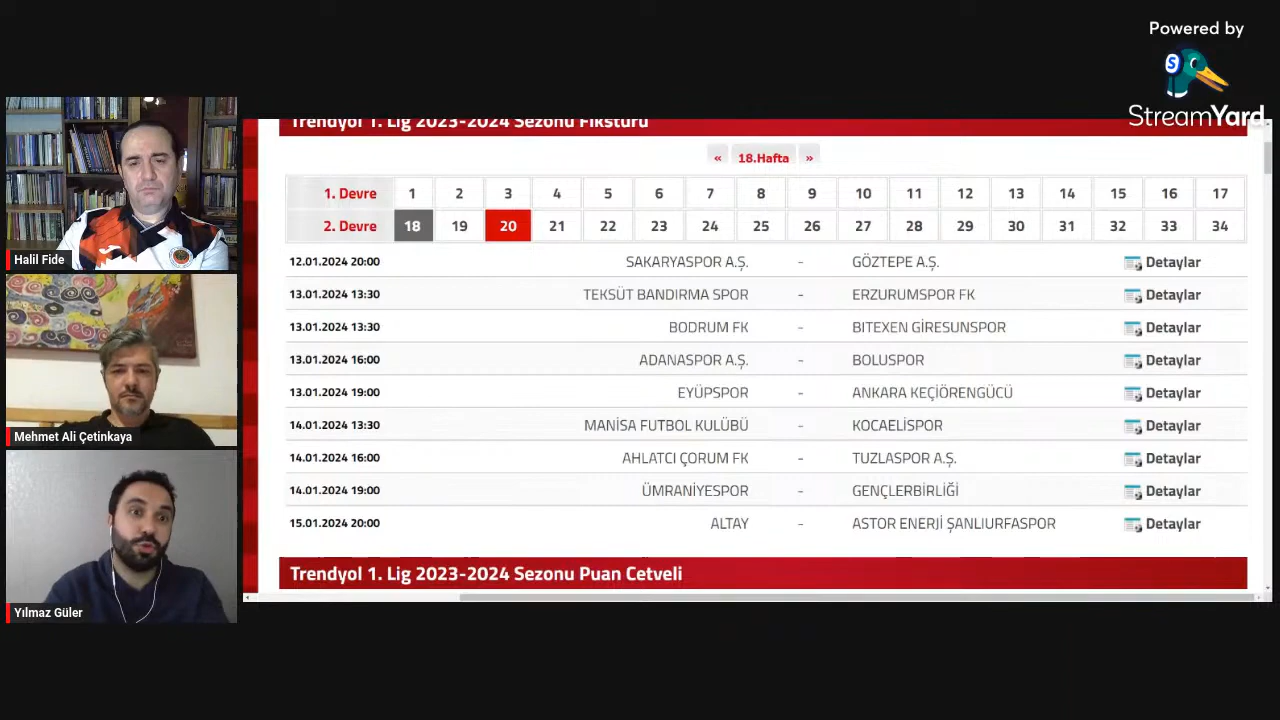 Powered by
S
StreamYard
Halil Fide
Mehmet Ali Çetinkaya
Yılmaz Güler
Trendyol 1. Lig 2023-2024 Sezonu Fikstürü
« 18.Hafta »
1. Devre 1 2 3 4 5 6 7 8 9 10 11 12 13 14 15 16 17
2. Devre 18 19 20 21 22 23 24 25 26 27 28 29 30 31 32 33 34
12.01.2024 20:00 SAKARYASPOR A.Ş. - GÖZTEPE A.Ş. Detaylar
13.01.2024 13:30 TEKSÜT BANDIRMA SPOR - ERZURUMSPOR FK Detaylar
13.01.2024 13:30 BODRUM FK - BITEXEN GİRESUNSPOR Detaylar
13.01.2024 16:00 ADANASPOR A.Ş. - BOLUSPOR Detaylar
13.01.2024 19:00 EYÜPSPOR - ANKARA KEÇİÖRENGÜCÜ Detaylar
14.01.2024 13:30 MANİSA FUTBOL KULÜBÜ - KOCAELİSPOR Detaylar
14.01.2024 16:00 AHLATCI ÇORUM FK - TUZLASPOR A.Ş. Detaylar
14.01.2024 19:00 ÜMRANİYESPOR - GENÇLERBİRLİĞİ Detaylar
15.01.2024 20:00 ALTAY - ASTOR ENERJİ ŞANLIURFASPOR Detaylar
Trendyol 1. Lig 2023-2024 Sezonu Puan Cetveli